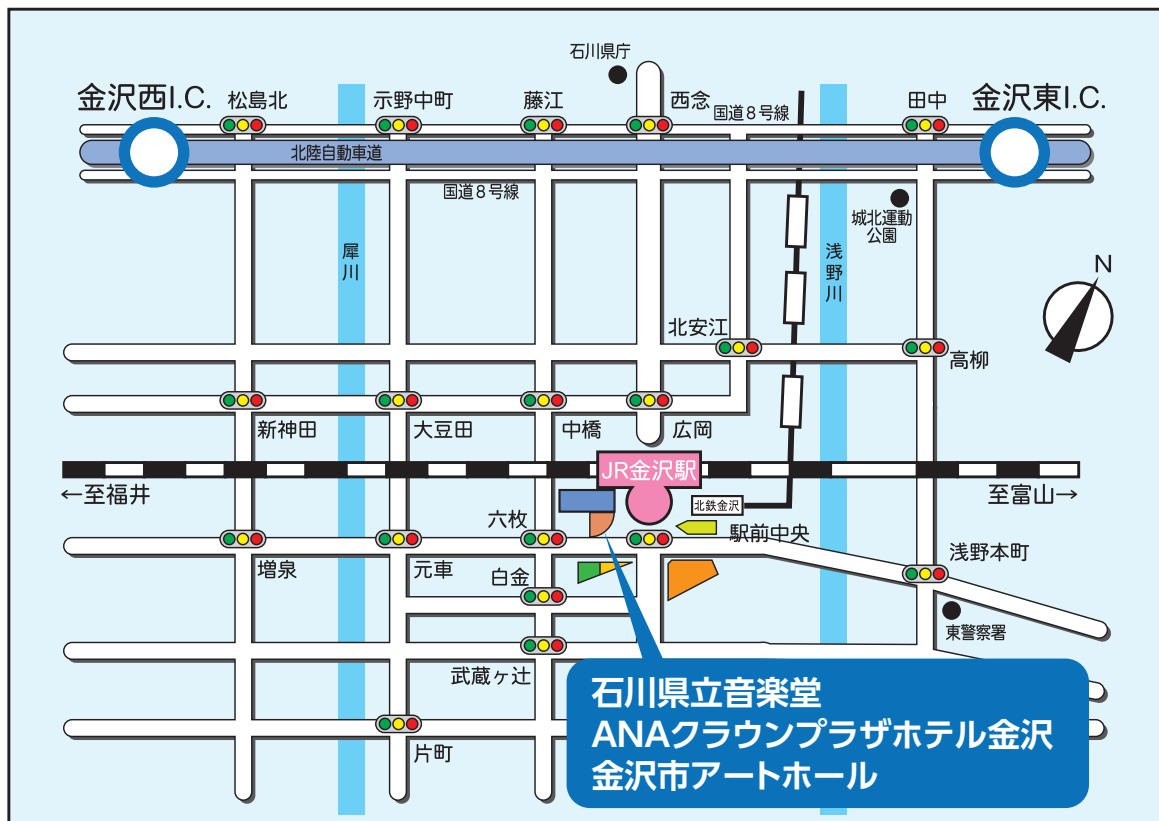 石川県庁
金沢西I.C.
松島北
示野中町
藤江
西念
国道8号線
田中
金沢東I.C.
北陸自動車道
国道8号線
城北運動
公園
犀川
浅野川
N
北安江
高柳
新神田
大豆田
中橋
広岡
JR金沢駅
←至福井
至富山→
北鉄金沢
六枚
駅前中央
増泉
元車
白金
浅野本町
東警察署
武蔵ヶ辻
片町
石川県立音楽堂
ANAクラウンプラザホテル金沢
金沢市アートホール